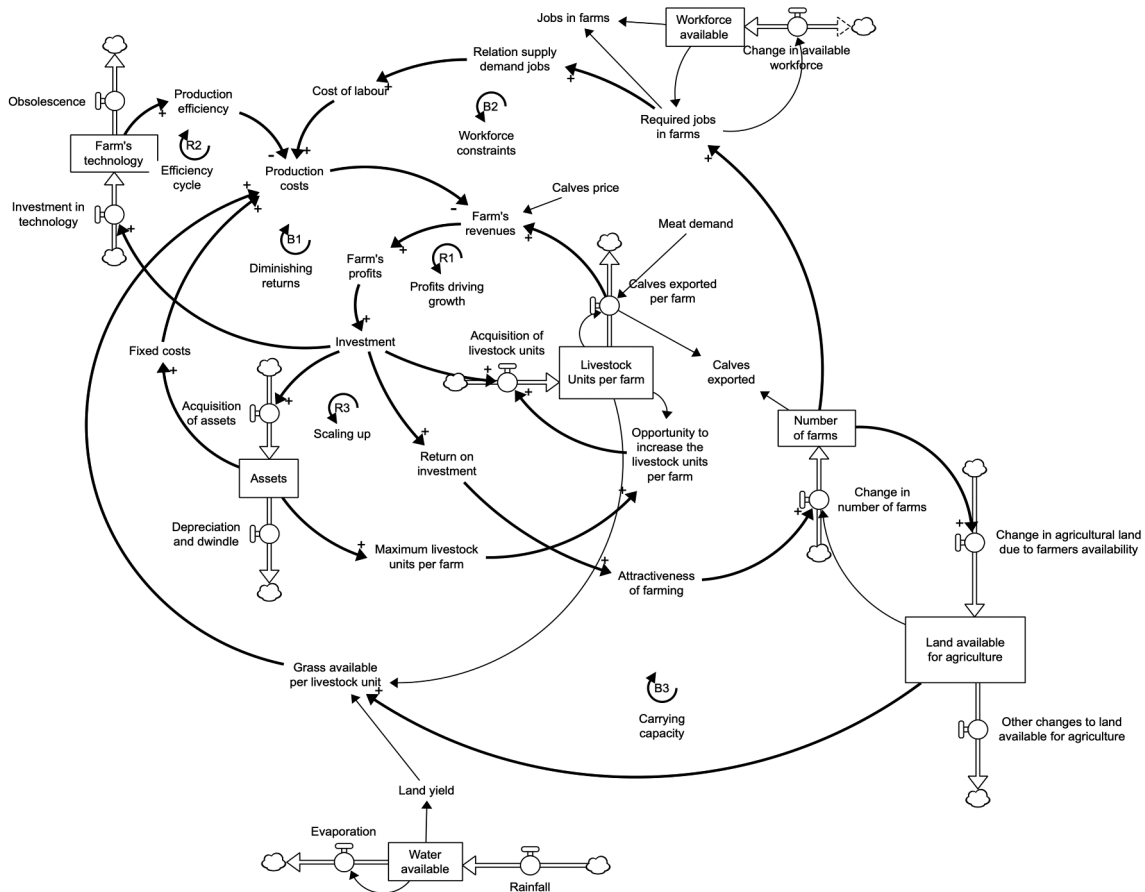 Jobs in farms
Workforce
available
Change in available
workforce
Relation supply
demand jobs
Cost of labour
+
+
Obsolescence
Production
efficiency
+
B2
Workforce
constraints
Required jobs
in farms
+
Farm's
technology
R2
Efficiency
cycle
-
+
Production
costs
+
+
Calves price
Investment in
technology
+
-
Farm's
revenues
+
Meat demand
B1
Diminishing
returns
Farm's
profits
+
R1
Profits driving
growth
Calves exported
per farm
+
Investment
Acquisition of
livestock units
+
+
Livestock
Units per farm
Calves
exported
Fixed costs
+
Acquisition
of assets
+
R3
Scaling up
+
Return on
investment
Opportunity to
increase the
livestock units
per farm
+
Number
of farms
Assets
Change in
number of farms
+
Depreciation
and dwindle
+
Maximum livestock
units per farm
+
Attractiveness
of farming
+
Change in agricultural land
due to farmers availability
Land available
for agriculture
Grass available
per livestock unit
+
B3
Carrying
capacity
Other changes to land
available for agriculture
Land yield
Evaporation
Water
available
Rainfall